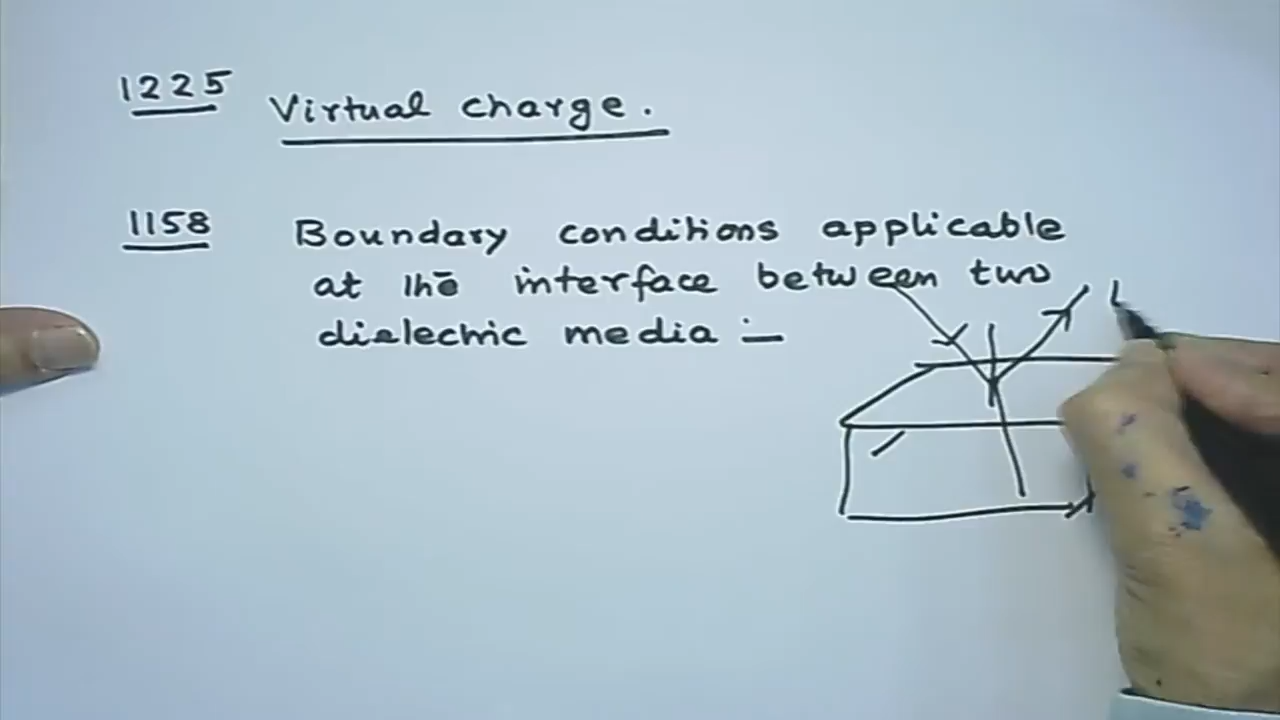 1225 Virtual charge.
1158 Boundary conditions applicable
at the interface between two
dielectric media :-